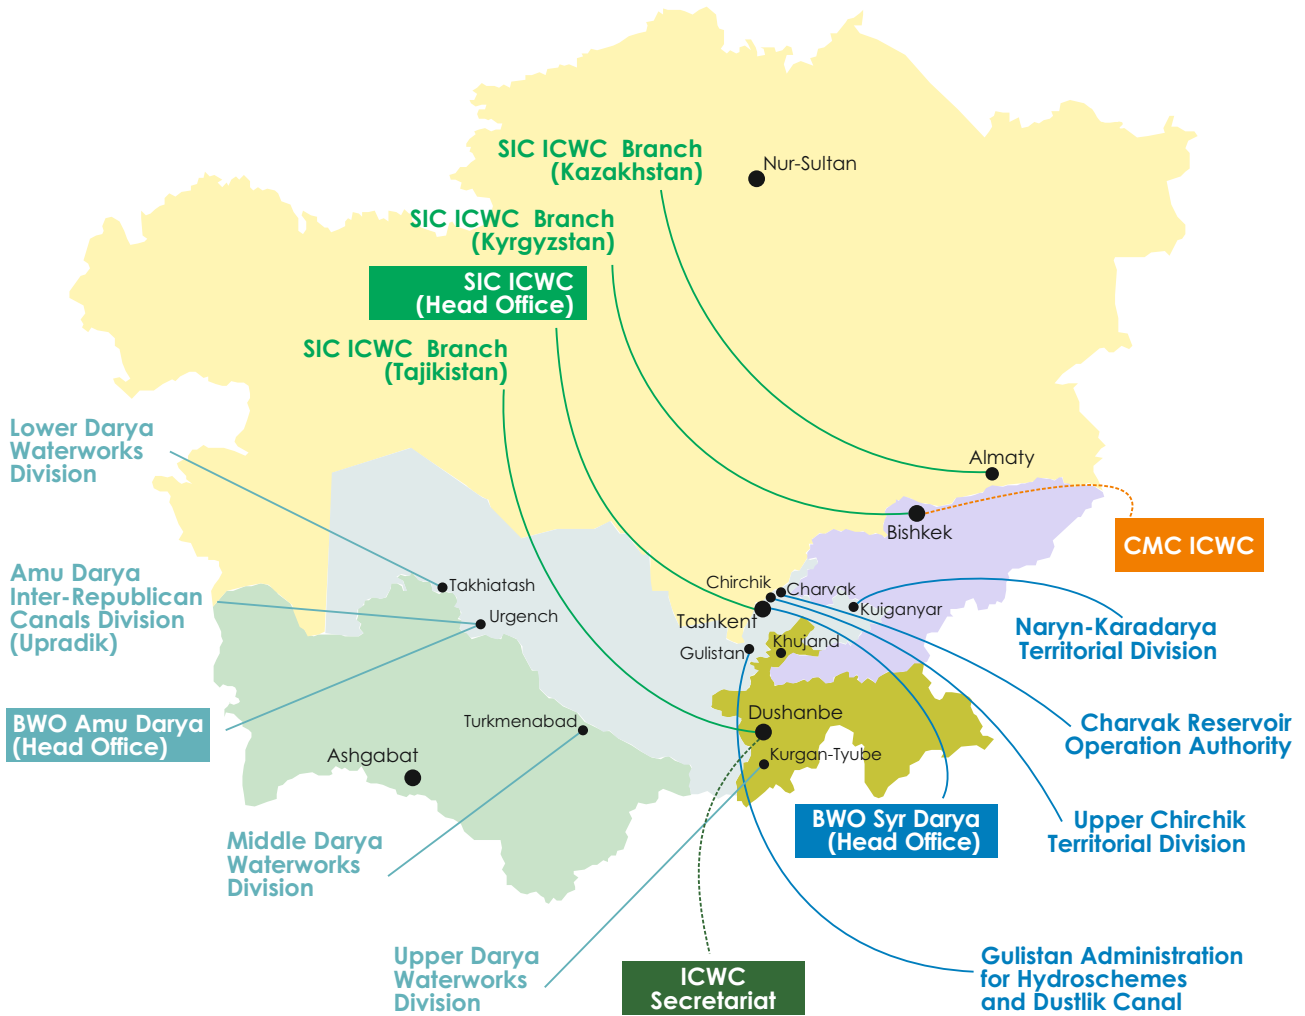 SIC ICWC Branch
(Kazakhstan)
Nur-Sultan
SIC ICWC Branch
(Kyrgyzstan)
SIC ICWC
(Head Office)
SIC ICWC Branch
(Tajikistan)
Lower Darya
Waterworks
Division
Almaty
Bishkek
CMC ICWC
Amu Darya
Inter-Republican
Canals Division
(Upradik)
Takhiatash
Urgench
Chirchik
Charvak
Tashkent
Kuiganyar
Gulistan
Khujand
Naryn-Karadarya
Territorial Division
BWO Amu Darya
(Head Office)
Turkmenabad
Dushanbe
Ashgabat
Kurgan-Tyube
Charvak Reservoir
Operation Authority
Middle Darya
Waterworks
Division
BWO Syr Darya
(Head Office)
Upper Chirchik
Territorial Division
Upper Darya
Waterworks
Division
ICWC
Secretariat
Gulistan Administration
for Hydroschemes
and Dustlik Canal